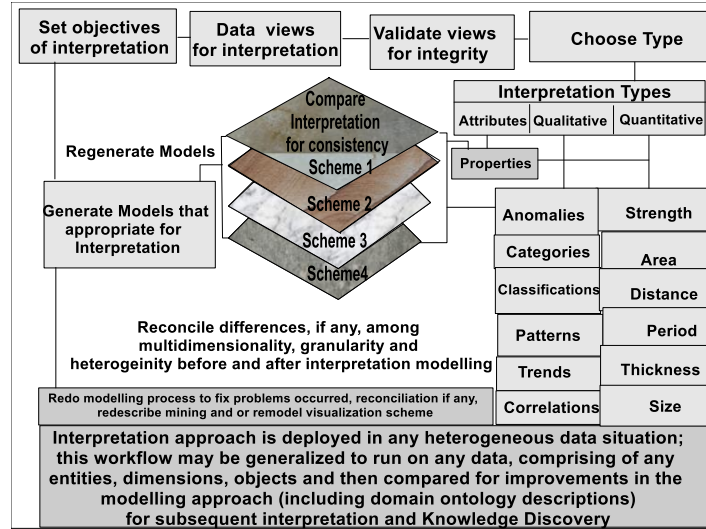 Set objectives
of interpretation
Data views
for interpretation
Validate views
for integrity
Choose Type
Interpretation Types
Attributes
Qualitative
Quantitative
Properties
Compare
Interpretation
for consistency
Scheme 1
Scheme 2
Scheme 3
Scheme4
Regenerate Models
Generate Models that
appropriate for
Interpretation
Anomalies
Categories
Classifications
Patterns
Trends
Correlations
Strength
Area
Distance
Period
Thickness
Size
Reconcile differences, if any, among
multidimensionality, granularity and
heterogeinity before and after interpretation modelling
Redo modelling process to fix problems occurred, reconciliation if any,
redescribe mining and or remodel visualization scheme
Interpretation approach is deployed in any heterogeneous data situation;
this workflow may be generalized to run on any data, comprising of any
entities, dimensions, objects and then compared for improvements in the
modelling approach (including domain ontology descriptions)
for subsequent interpretation and Knowledge Discovery